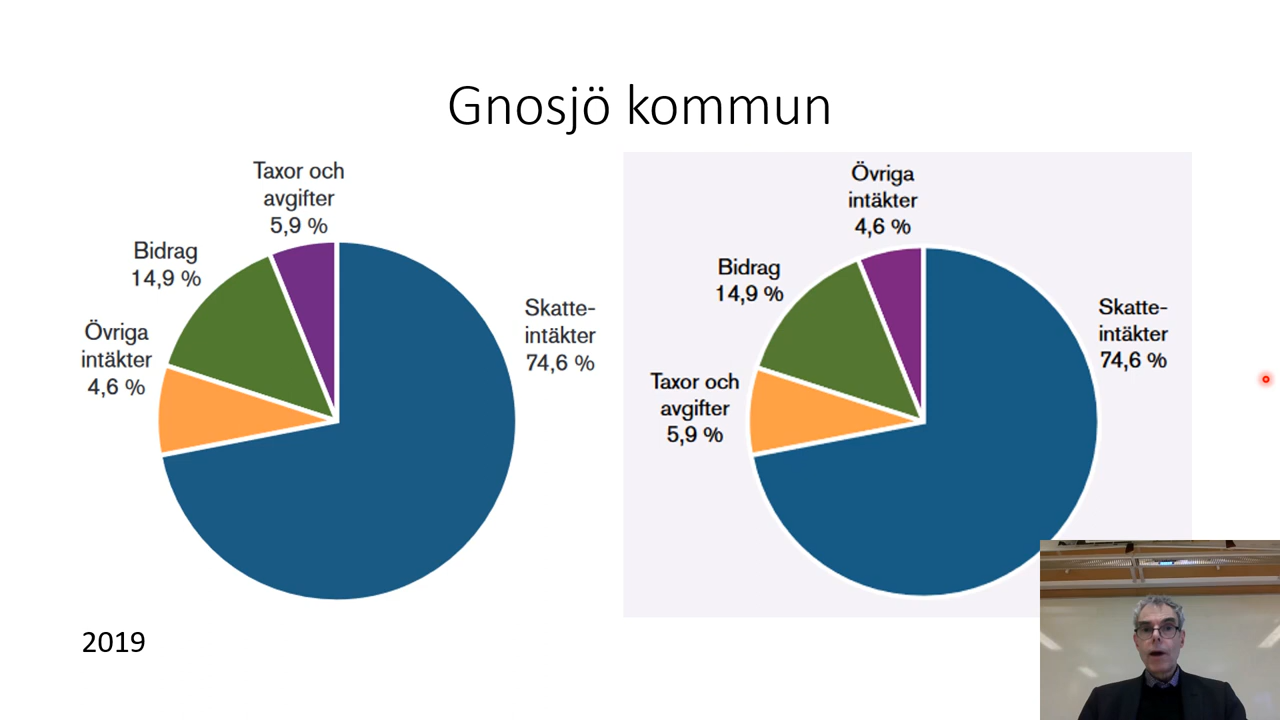 Gnosjö kommun
Taxor och
avgifter
5,9 %
Bidrag
14,9 %
Övriga
intäkter
4,6 %
Skatte-
intäkter
74,6 %
Övriga
intäkter
4,6 %
Bidrag
14,9 %
Taxor och
avgifter
5,9 %
Skatte-
intäkter
74,6 %
2019